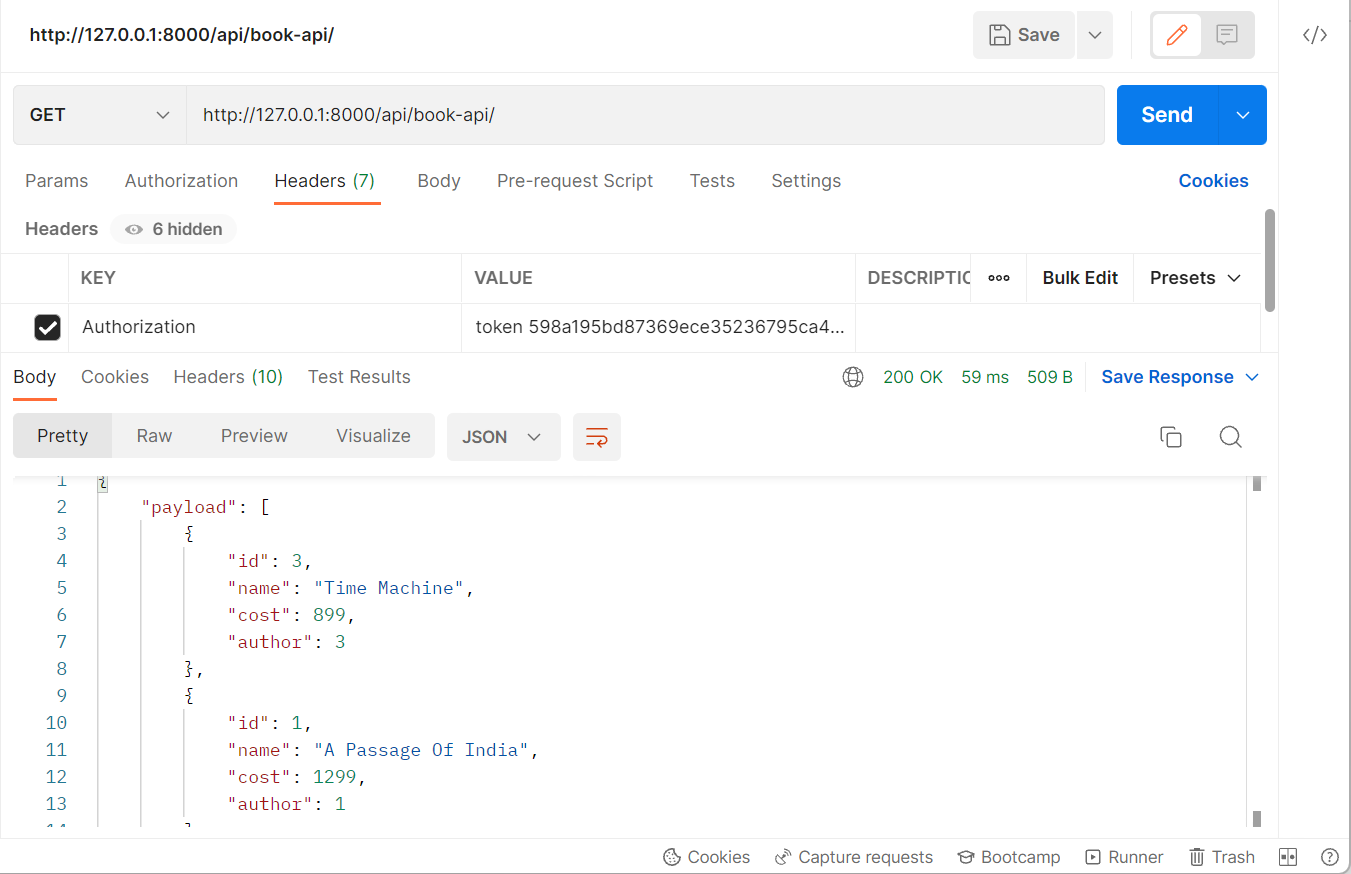 http://127.0.0.1:8000/api/book-api/
Save
GET
http://127.0.0.1:8000/api/book-api/
Send
Params Authorization Headers (7) Body Pre-request Script Tests Settings Cookies
Headers 6 hidden
KEY VALUE DESCRIPTIC Bulk Edit Presets
Authorization token 598a195bd87369ece35236795ca4...
Body Cookies Headers (10) Test Results 200 OK 59 ms 509 B Save Response
Pretty Raw Preview Visualize JSON
1 {
2 "payload": [
3 {
4 "id": 3,
5 "name": "Time Machine",
6 "cost": 899,
7 "author": 3
8 },
9 {
10 "id": 1,
11 "name": "A Passage Of India",
12 "cost": 1299,
13 "author": 1
Cookies Capture requests Bootcamp Runner Trash